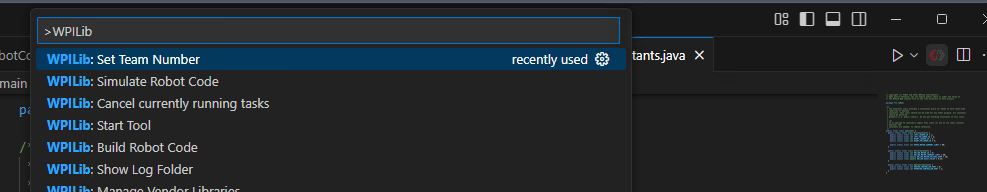 >WPILib
WPILib: Set Team Number recently used
botCo tants.java
WPILib: Simulate Robot Code
main
WPILib: Cancel currently running tasks
pa
WPILib: Start Tool
WPILib: Build Robot Code
/*
WPILib: Show Log Folder
*
WPILib: Manage Vendor Libraries